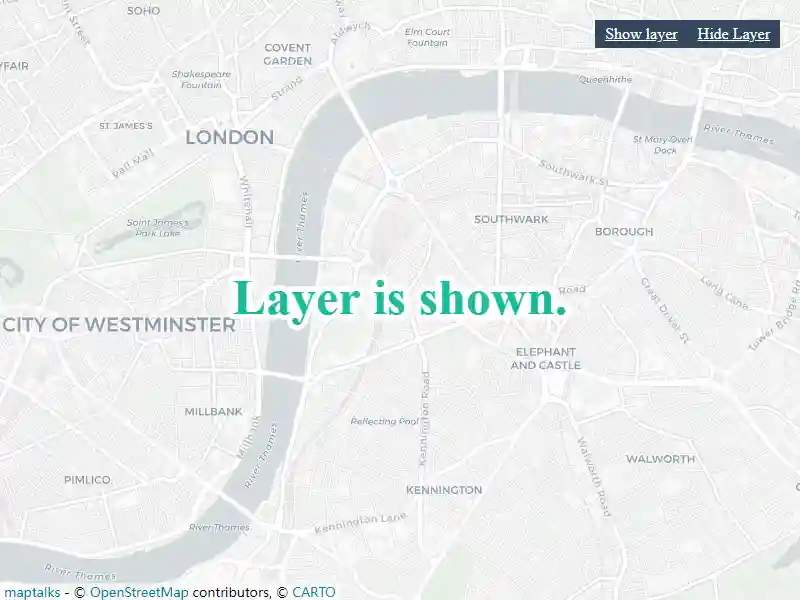 SOHO
Elm Court
Fountain
Aldwych
Show layer Hide Layer
COVENT
GARDEN
Shakespeare
Fountain
Strand
Queenhithe
ST. JAMES'S
LONDON
River Thames
St Mary Overi
Dock
Pall Mall
Southwark St
Whitehall
River Thames
Saint James's
Park Lake
SOUTHWARK
BOROUGH
Layer is shown.
Road
Long Lane
Great Dover St
Tower Bridge Ro
CITY OF WESTMINSTER
ELEPHANT
AND CASTLE
MILLBANK
Millbank
Reflecting Pool
Kennington Road
River Thames
WALWORTH
Walworth Road
PIMLICO
KENNINGTON
River Thames
Kennington Lane
River Thames
maptalks - © OpenStreetMap contributors, © CARTO